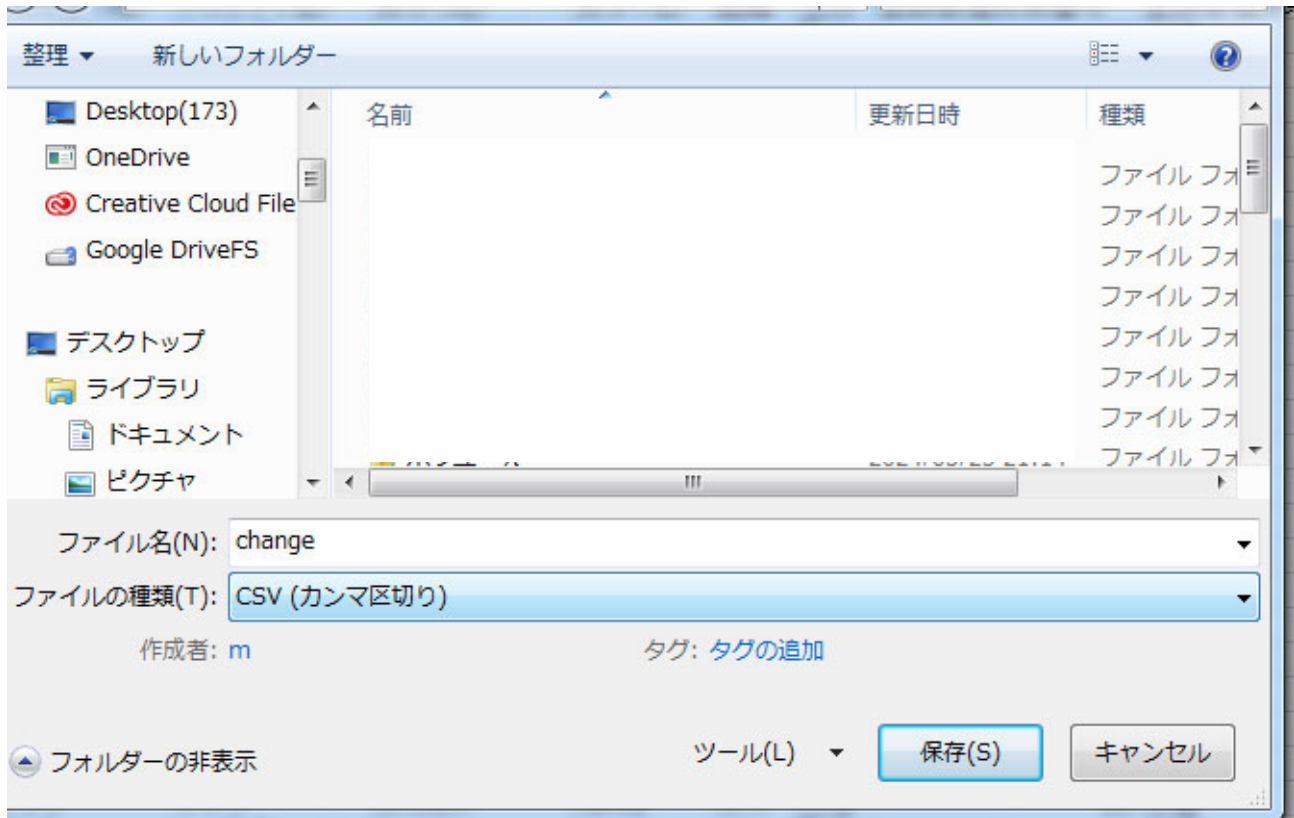 整理 新しいフォルダー
Desktop(173)
OneDrive
Creative Cloud File
Google DriveFS
デスクトップ
ライブラリ
ドキュメント
ピクチャ
名前 更新日時 種類
ファイル フォ
ファイル フォ
ファイル フォ
ファイル フォ
ファイル フォ
ファイル フォ
ファイル フォ
ファイル フォ
ファイル名(N): change
ファイルの種類(T): CSV (カンマ区切り)
作成者: m タグ: タグの追加
フォルダーの非表示 ツール(L) 保存(S) キャンセル